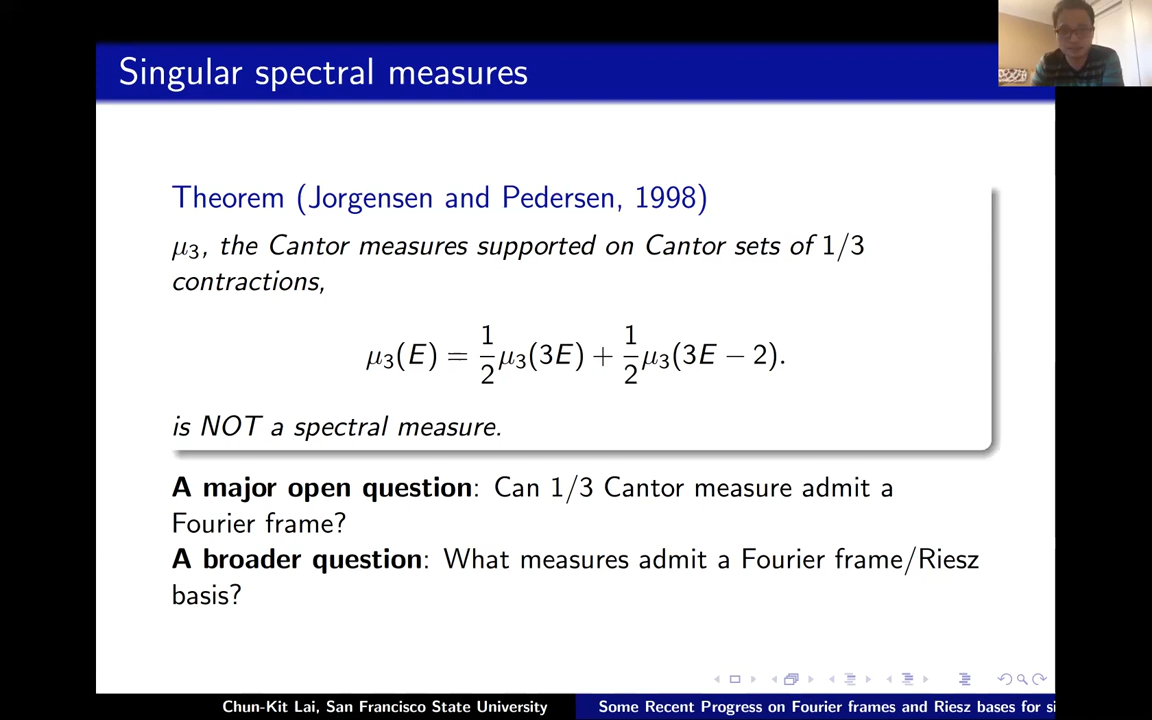 Singular spectral measures
Theorem (Jorgensen and Pedersen, 1998)
μ₃, the Cantor measures supported on Cantor sets of 1/3
contractions,
μ₃(E) = 1/2 μ₃(3E) + 1/2 μ₃(3E − 2).
is NOT a spectral measure.
A major open question: Can 1/3 Cantor measure admit a
Fourier frame?
A broader question: What measures admit a Fourier frame/Riesz
basis?
Chun-Kit Lai, San Francisco State University
Some Recent Progress on Fourier frames and Riesz bases for si